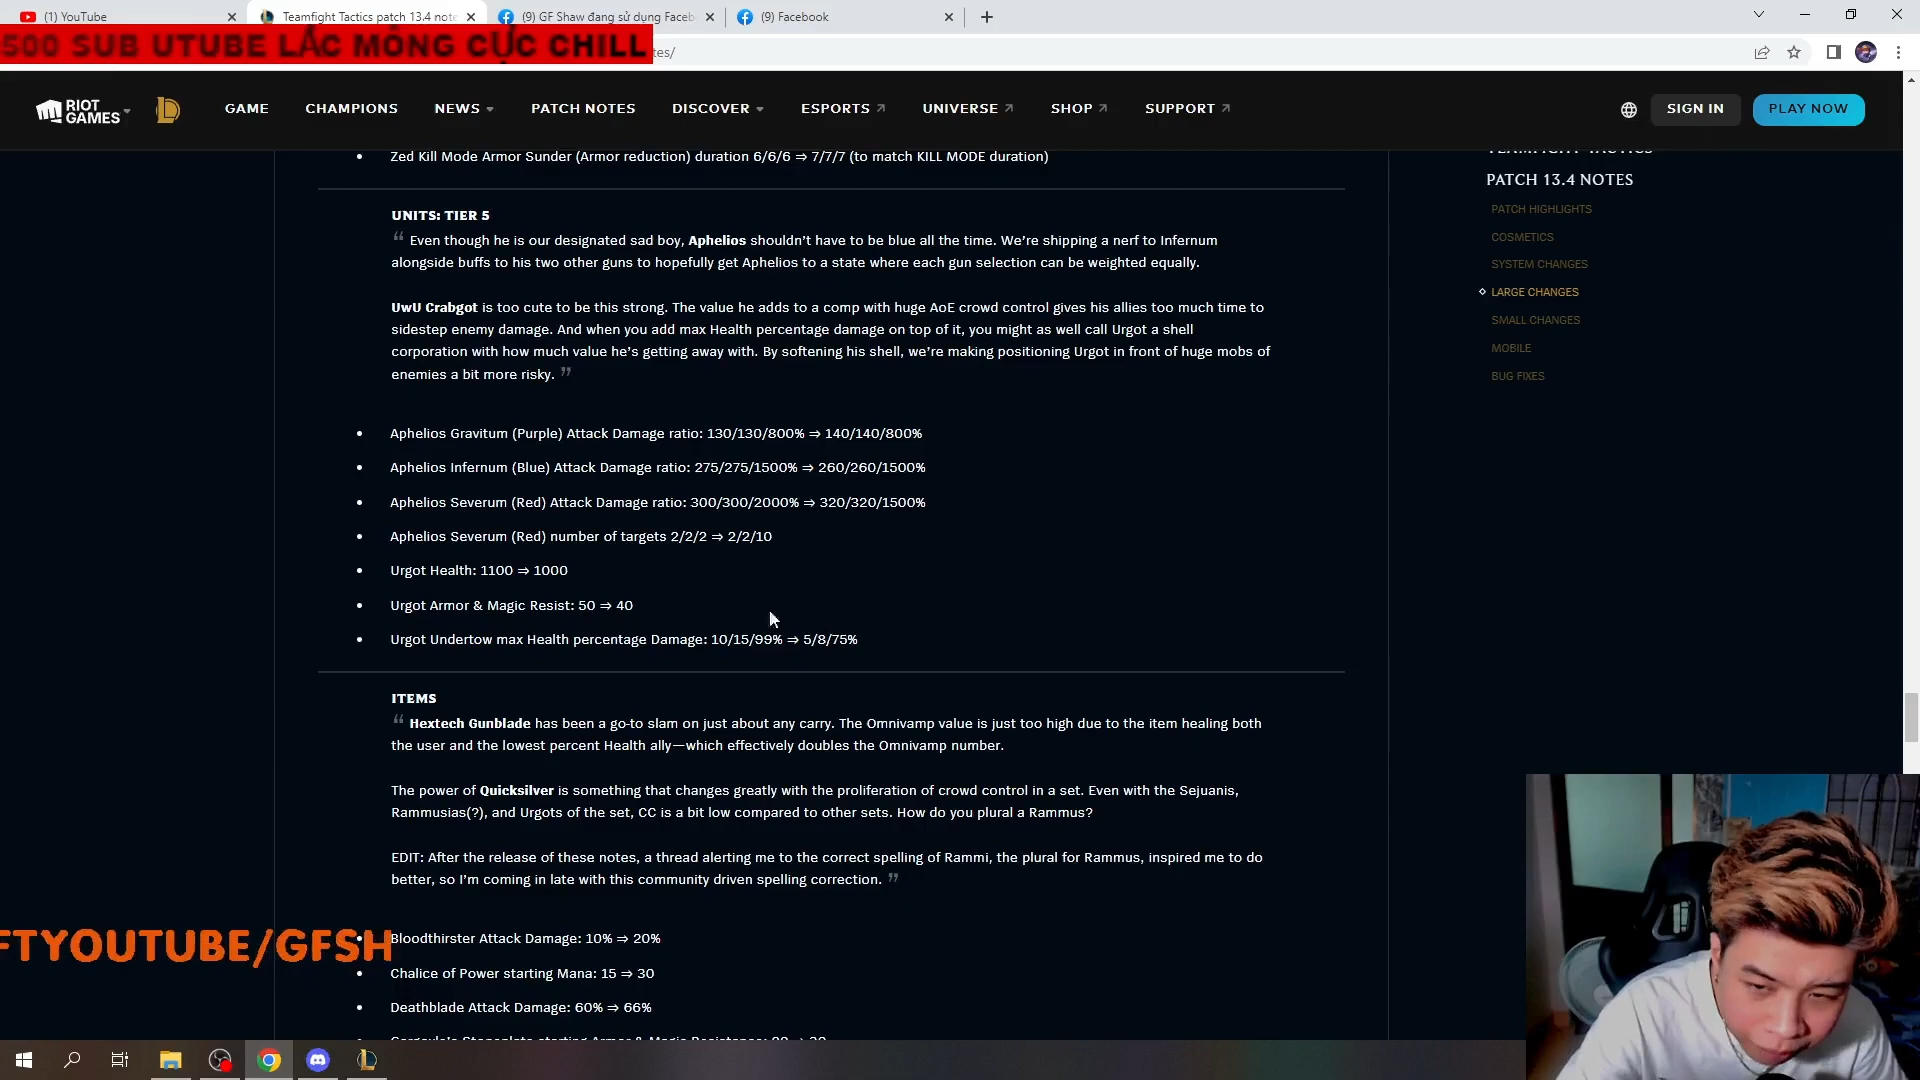 (1) YouTube
Teamfight Tactics patch 13.4 note
(9) GF Shaw đang sử dụng Faceb
(9) Facebook
500 SUB UTUBE LẮC MÔNG CỰC CHILL
tes/
RIOT GAMES
GAME
CHAMPIONS
NEWS
PATCH NOTES
DISCOVER
ESPORTS
UNIVERSE
SHOP
SUPPORT
SIGN IN
PLAY NOW
Zed Kill Mode Armor Sunder (Armor reduction) duration 6/6/6 ⇒ 7/7/7 (to match KILL MODE duration)
UNITS: TIER 5
“ Even though he is our designated sad boy, Aphelios shouldn’t have to be blue all the time. We’re shipping a nerf to Infernum
alongside buffs to his two other guns to hopefully get Aphelios to a state where each gun selection can be weighted equally.
UwU Crabgot is too cute to be this strong. The value he adds to a comp with huge AoE crowd control gives his allies too much time to
sidestep enemy damage. And when you add max Health percentage damage on top of it, you might as well call Urgot a shell
corporation with how much value he’s getting away with. By softening his shell, we’re making positioning Urgot in front of huge mobs of
enemies a bit more risky. ”
Aphelios Gravitum (Purple) Attack Damage ratio: 130/130/800% ⇒ 140/140/800%
Aphelios Infernum (Blue) Attack Damage ratio: 275/275/1500% ⇒ 260/260/1500%
Aphelios Severum (Red) Attack Damage ratio: 300/300/2000% ⇒ 320/320/1500%
Aphelios Severum (Red) number of targets 2/2/2 ⇒ 2/2/10
Urgot Health: 1100 ⇒ 1000
Urgot Armor & Magic Resist: 50 ⇒ 40
Urgot Undertow max Health percentage Damage: 10/15/99% ⇒ 5/8/75%
ITEMS
“ Hextech Gunblade has been a go-to slam on just about any carry. The Omnivamp value is just too high due to the item healing both
the user and the lowest percent Health ally—which effectively doubles the Omnivamp number.
The power of Quicksilver is something that changes greatly with the proliferation of crowd control in a set. Even with the Sejuanis,
Rammusias(?), and Urgots of the set, CC is a bit low compared to other sets. How do you plural a Rammus?
EDIT: After the release of these notes, a thread alerting me to the correct spelling of Rammi, the plural for Rammus, inspired me to do
better, so I’m coming in late with this community driven spelling correction. ”
Bloodthirster Attack Damage: 10% ⇒ 20%
Chalice of Power starting Mana: 15 ⇒ 30
Deathblade Attack Damage: 60% ⇒ 66%
TEAMFIGHT TACTICS
PATCH 13.4 NOTES
PATCH HIGHLIGHTS
COSMETICS
SYSTEM CHANGES
LARGE CHANGES
SMALL CHANGES
MOBILE
BUG FIXES
FTYOUTUBE/GFSH